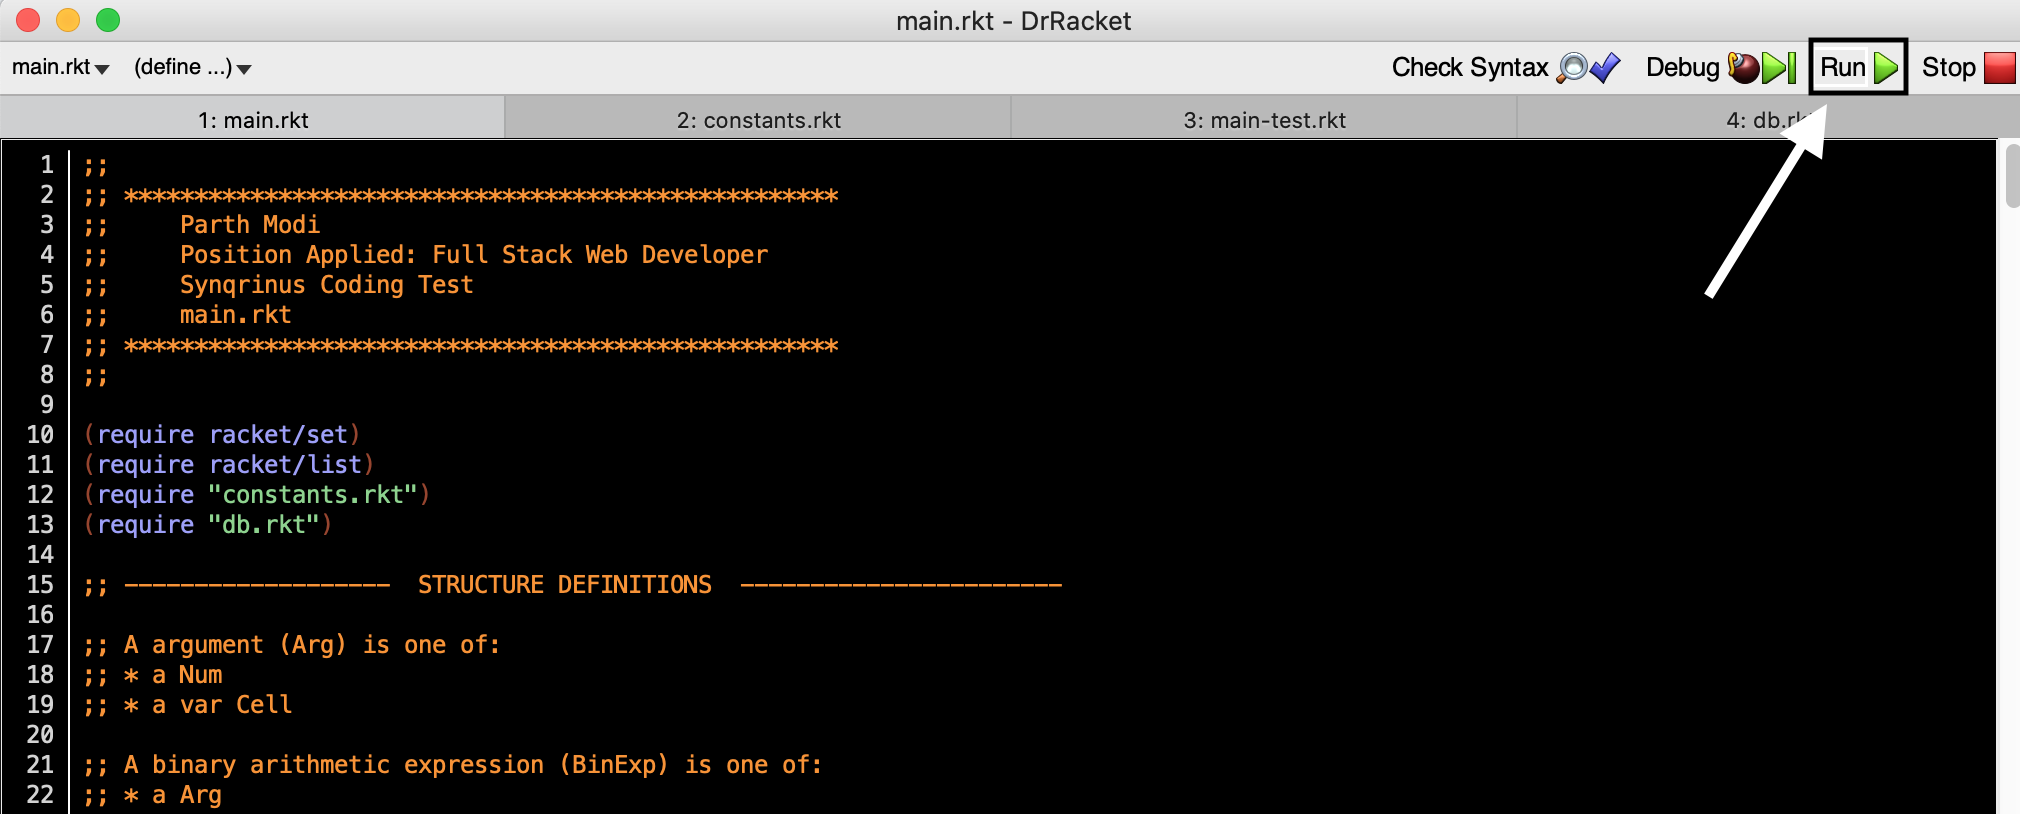 main.rkt - DrRacket
main.rkt (define ...) Check Syntax Debug Run Stop
1: main.rkt 2: constants.rkt 3: main-test.rkt 4: db.rkt
1 ;;
2 ;; ***************************************************
3 ;; Parth Modi
4 ;; Position Applied: Full Stack Web Developer
5 ;; Synqrinus Coding Test
6 ;; main.rkt
7 ;; ***************************************************
8 ;;
9
10 (require racket/set)
11 (require racket/list)
12 (require "constants.rkt")
13 (require "db.rkt")
14
15 ;; ------------------- STRUCTURE DEFINITIONS -----------------------
16
17 ;; A argument (Arg) is one of:
18 ;; * a Num
19 ;; * a var Cell
20
21 ;; A binary arithmetic expression (BinExp) is one of:
22 ;; * a Arg